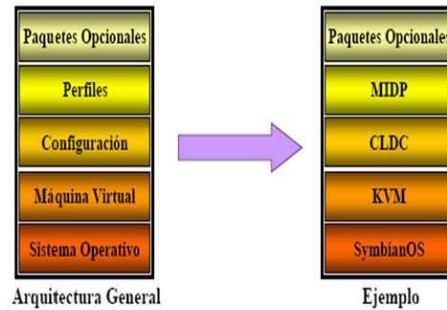 Paquetes Opcionales
Perfiles
Configuración
Máquina Virtual
Sistema Operativo
Arquitectura General
Paquetes Opcionales
MIDP
CLDC
KVM
SymbianOS
Ejemplo